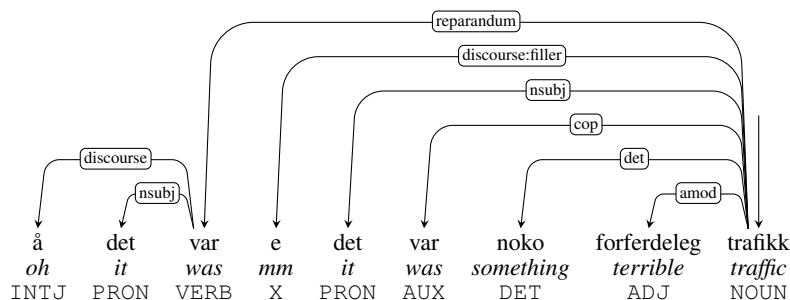 reparandum
discourse:filler
nsubj
cop
discourse det
nsubj amod
å det var e det var noko forferdeleg trafikk
oh it was mm it was something terrible traffic
INTJ PRON VERB X PRON AUX DET ADJ NOUN